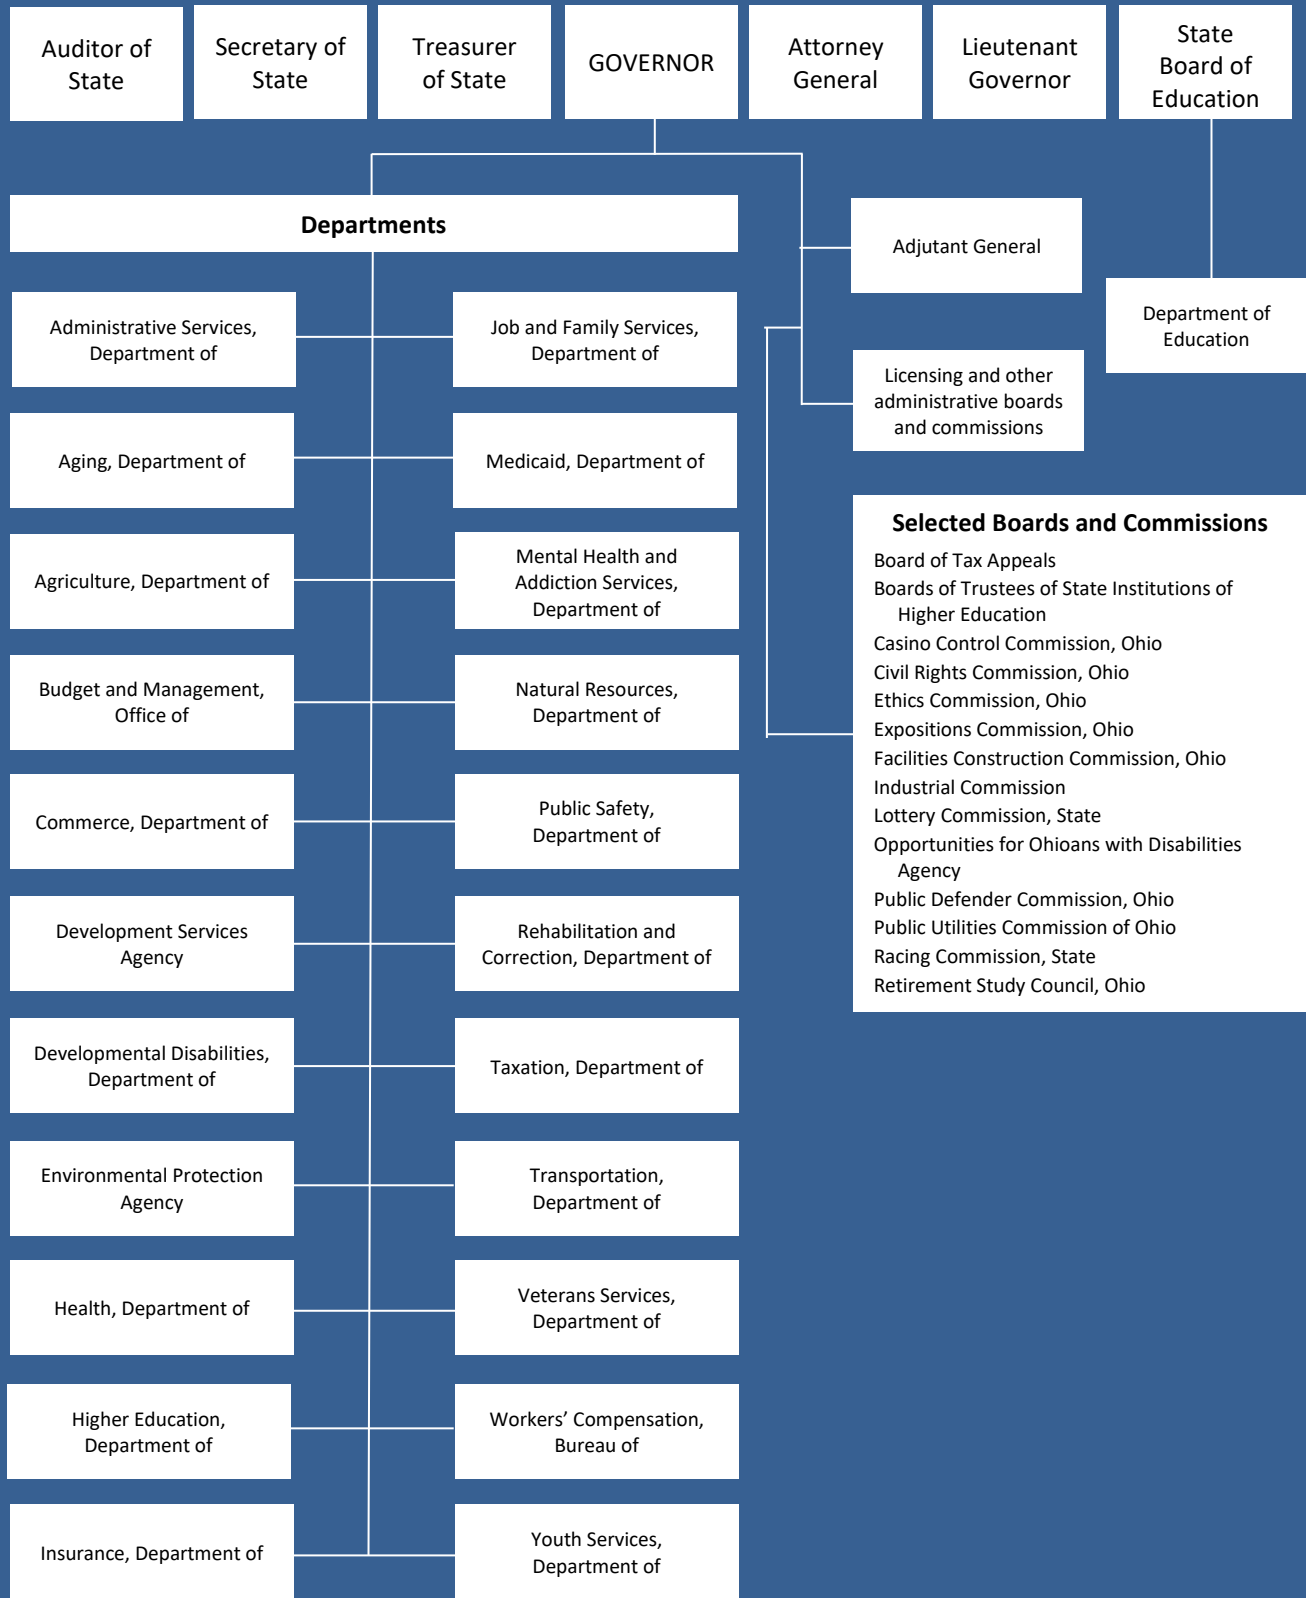 Auditor of
State
Secretary of
State
Treasurer
of State
GOVERNOR
Attorney
General
Lieutenant
Governor
State
Board of
Education
Departments
Administrative Services,
Department of
Job and Family Services,
Department of
Aging, Department of
Medicaid, Department of
Agriculture, Department of
Mental Health and
Addiction Services,
Department of
Budget and Management,
Office of
Natural Resources,
Department of
Commerce, Department of
Public Safety,
Department of
Development Services
Agency
Rehabilitation and
Correction, Department of
Developmental Disabilities,
Department of
Taxation, Department of
Environmental Protection
Agency
Transportation,
Department of
Health, Department of
Veterans Services,
Department of
Higher Education,
Department of
Workers’ Compensation,
Bureau of
Insurance, Department of
Youth Services,
Department of
Adjutant General
Department of
Education
Licensing and other
administrative boards
and commissions
Selected Boards and Commissions
Board of Tax Appeals
Boards of Trustees of State Institutions of
Higher Education
Casino Control Commission, Ohio
Civil Rights Commission, Ohio
Ethics Commission, Ohio
Expositions Commission, Ohio
Facilities Construction Commission, Ohio
Industrial Commission
Lottery Commission, State
Opportunities for Ohioans with Disabilities
Agency
Public Defender Commission, Ohio
Public Utilities Commission of Ohio
Racing Commission, State
Retirement Study Council, Ohio